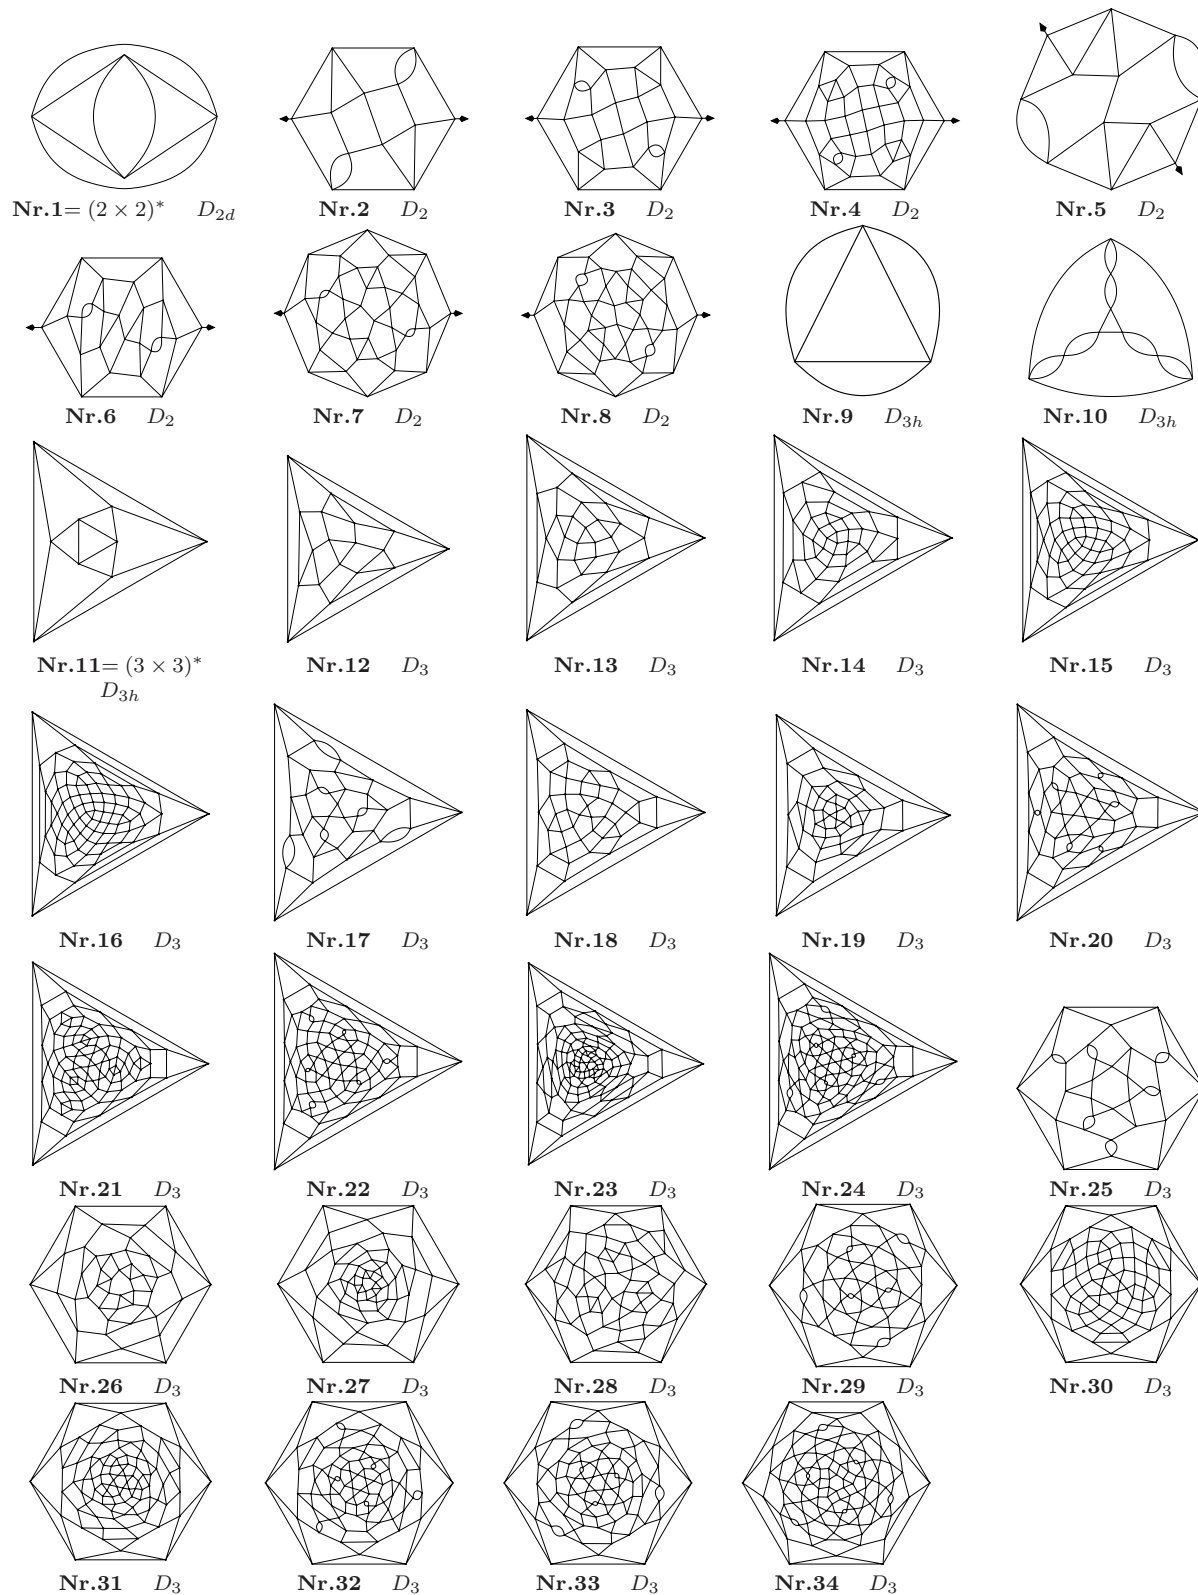 Nr.1= (2 × 2)* D2d Nr.2 D2 Nr.3 D2 Nr.4 D2 Nr.5 D2
Nr.6 D2 Nr.7 D2 Nr.8 D2 Nr.9 D3h Nr.10 D3h
Nr.11= (3 × 3)* Nr.12 D3 Nr.13 D3 Nr.14 D3 Nr.15 D3
D3h
Nr.16 D3 Nr.17 D3 Nr.18 D3 Nr.19 D3 Nr.20 D3
Nr.21 D3 Nr.22 D3 Nr.23 D3 Nr.24 D3 Nr.25 D3
Nr.26 D3 Nr.27 D3 Nr.28 D3 Nr.29 D3 Nr.30 D3
Nr.31 D3 Nr.32 D3 Nr.33 D3 Nr.34 D3